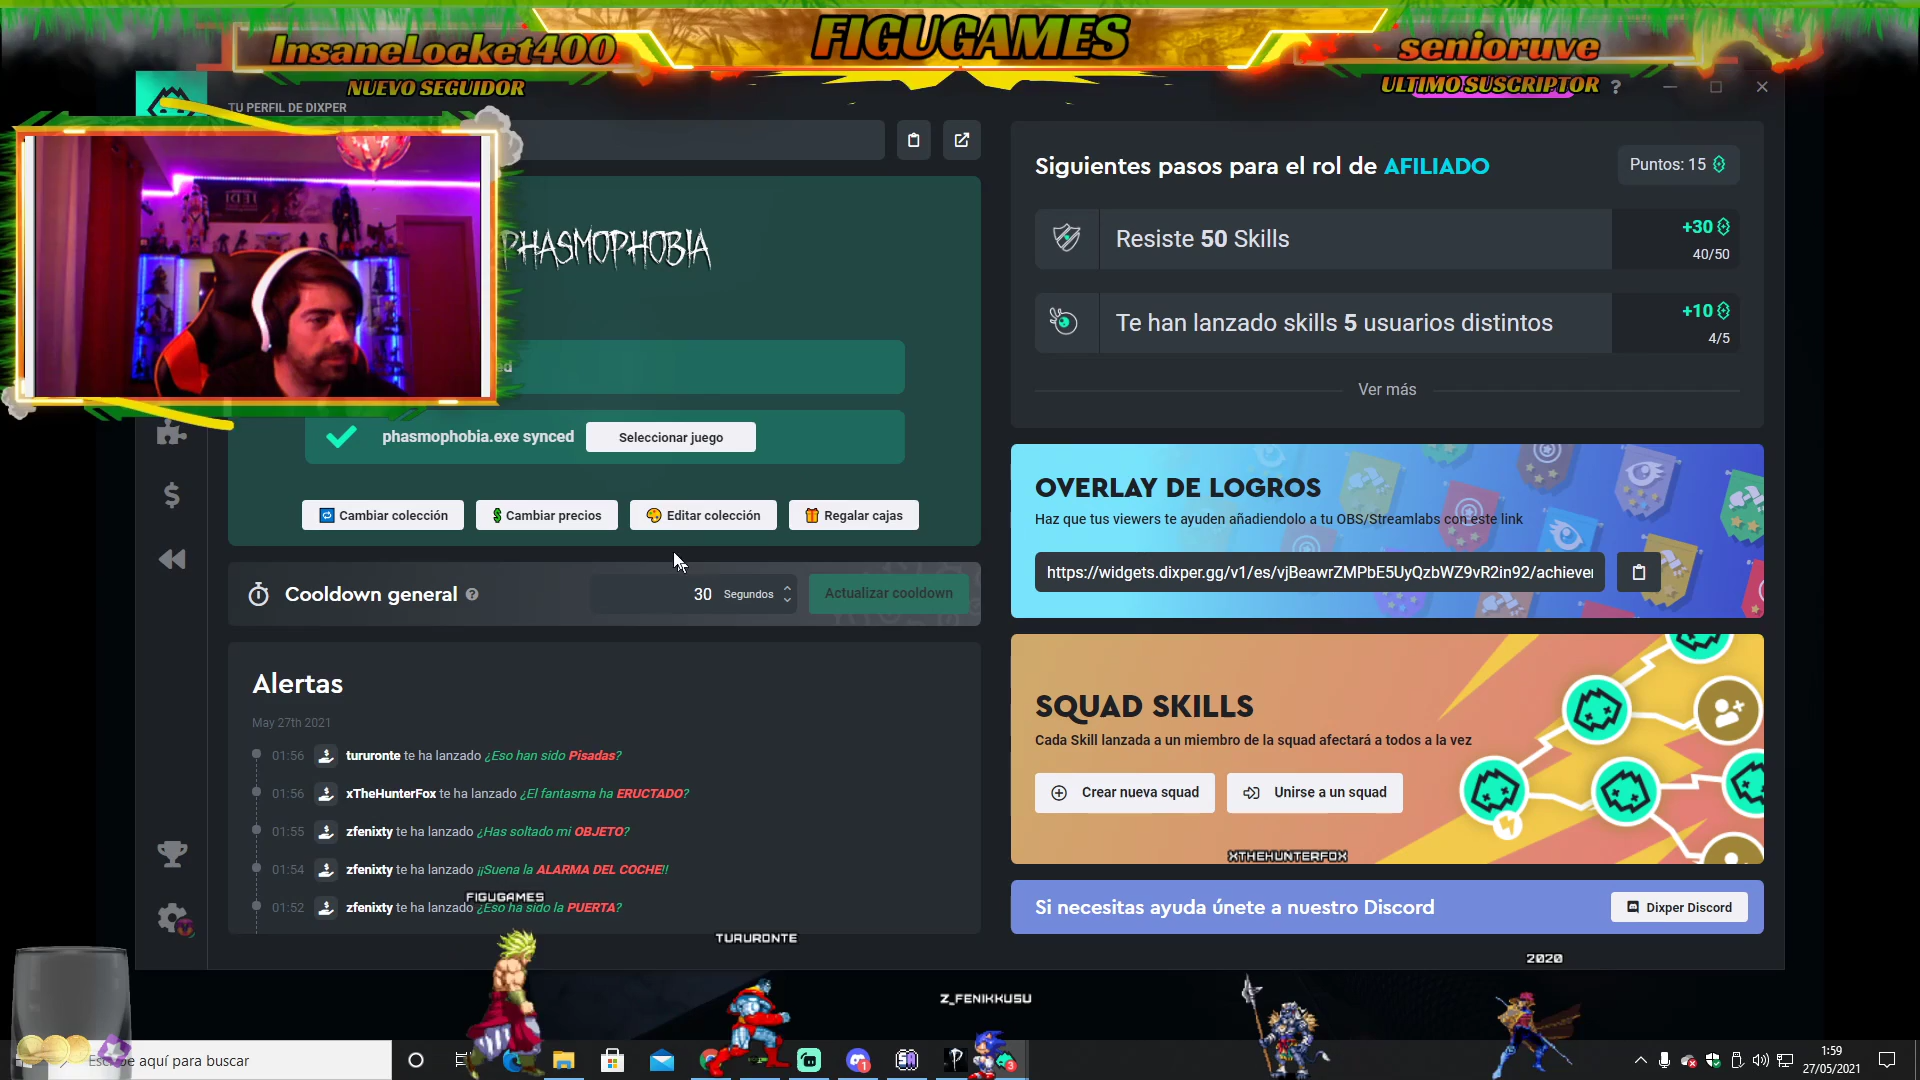 InsaneLocket400
FIGUGAMES
senioruve
NUEVO SEGUIDOR
ULTIMO SUSCRIPTOR
?
TU PERFIL DE DIXPER
PHASMOPHOBIA
phasmophobia.exe synced
Seleccionar juego
Cambiar colección
Cambiar precios
Editar colección
Regalar cajas
Cooldown general
?
30
Segundos
Actualizar cooldown
Alertas
May 27th 2021
01:56 tururonte te ha lanzado ¿Eso han sido Pisadas?
01:56 xTheHunterFox te ha lanzado ¿El fantasma ha ERUCTADO?
01:55 zfenixty te ha lanzado ¿Has soltado mi OBJETO?
01:54 zfenixty te ha lanzado ¡¡Suena la ALARMA DEL COCHE!!
01:52 zfenixty te ha lanzado ¿Eso ha sido la PUERTA?
Siguientes pasos para el rol de AFILIADO
Puntos: 15
Resiste 50 Skills
+30
40/50
Te han lanzado skills 5 usuarios distintos
+10
4/5
Ver más
OVERLAY DE LOGROS
Haz que tus viewers te ayuden añadiendolo a tu OBS/Streamlabs con este link
https://widgets.dixper.gg/v1/es/vjBeawrZMPbE5UyQzbWZ9vR2in92/achieve
SQUAD SKILLS
Cada Skill lanzada a un miembro de la squad afectará a todos a la vez
Crear nueva squad
Unirse a un squad
XTHEHUNTERFOX
Si necesitas ayuda únete a nuestro Discord
Dixper Discord
FIGUGAMES
TURURONTE
Z_FENIKKUSU
2020
aquí para buscar
1:59
27/05/2021